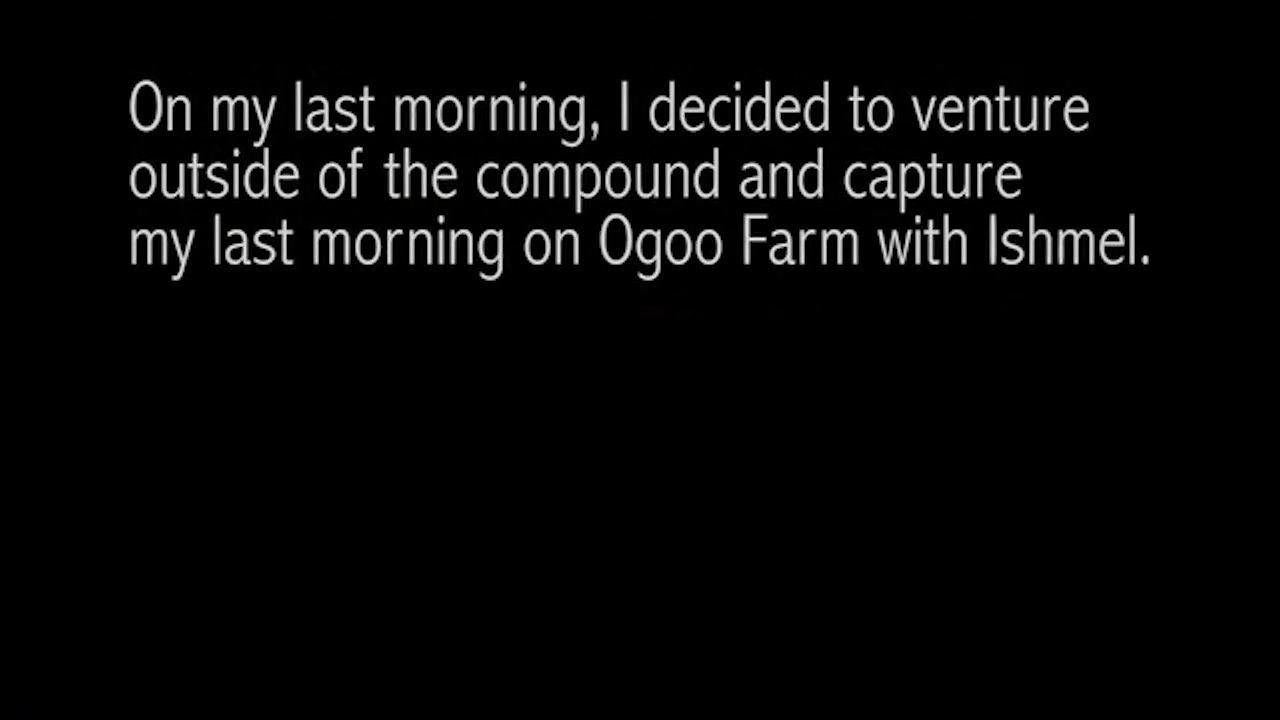 On my last morning, I decided to venture
outside of the compound and capture
my last morning on Ogoo Farm with Ishmel.